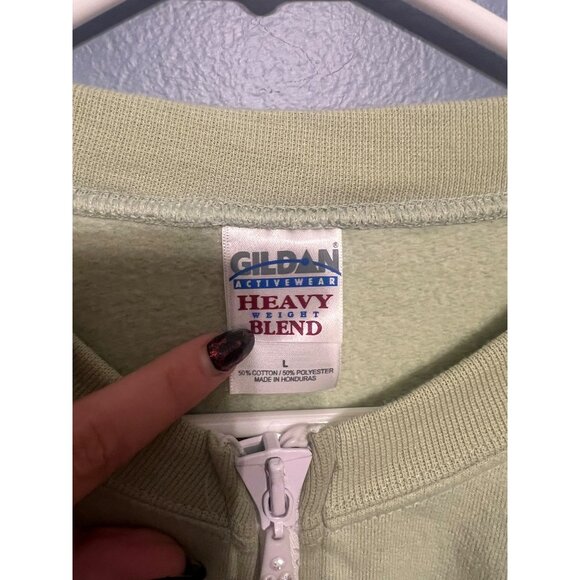 GILDAN®
ACTIVEWEAR
HEAVY
WEIGHT
BLEND
L
50% COTTON / 50% POLYESTER
MADE IN HONDURAS